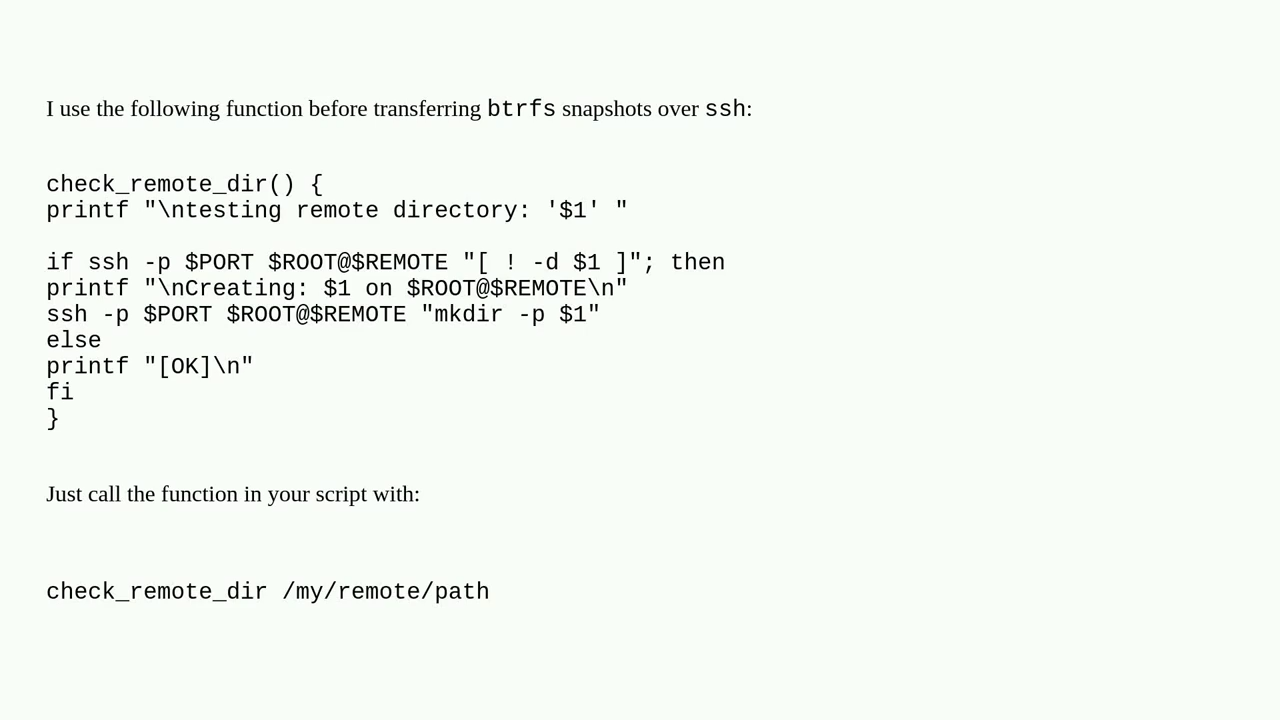 I use the following function before transferring btrfs snapshots over ssh:
check_remote_dir() {
printf "\ntesting remote directory: '$1' "
if ssh -p $PORT $ROOT@$REMOTE "[ ! -d $1 ]"; then
printf "\nCreating: $1 on $ROOT@$REMOTE\n"
ssh -p $PORT $ROOT@$REMOTE "mkdir -p $1"
else
printf "[OK]\n"
fi
}
Just call the function in your script with:
check_remote_dir /my/remote/path